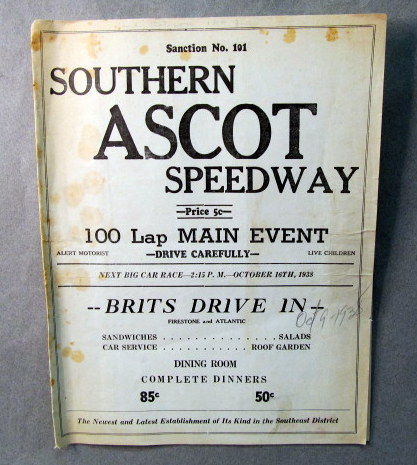 Sanction No. 101
SOUTHERN
ASCOT
SPEEDWAY
—Price 5c—
100 Lap MAIN EVENT
ALERT MOTORIST —DRIVE CAREFULLY— LIVE CHILDREN
NEXT BIG CAR RACE—2:15 P. M.—OCTOBER 16TH, 1938
--BRITS DRIVE IN--
FIRESTONE and ATLANTIC
Oct 9-1938
SANDWICHES . . . . . . . . . . . . . . SALADS
CAR SERVICE . . . . . . . . . . . ROOF GARDEN
DINING ROOM
COMPLETE DINNERS
85c 50c
The Newest and Latest Establishment of Its Kind in the Southeast District